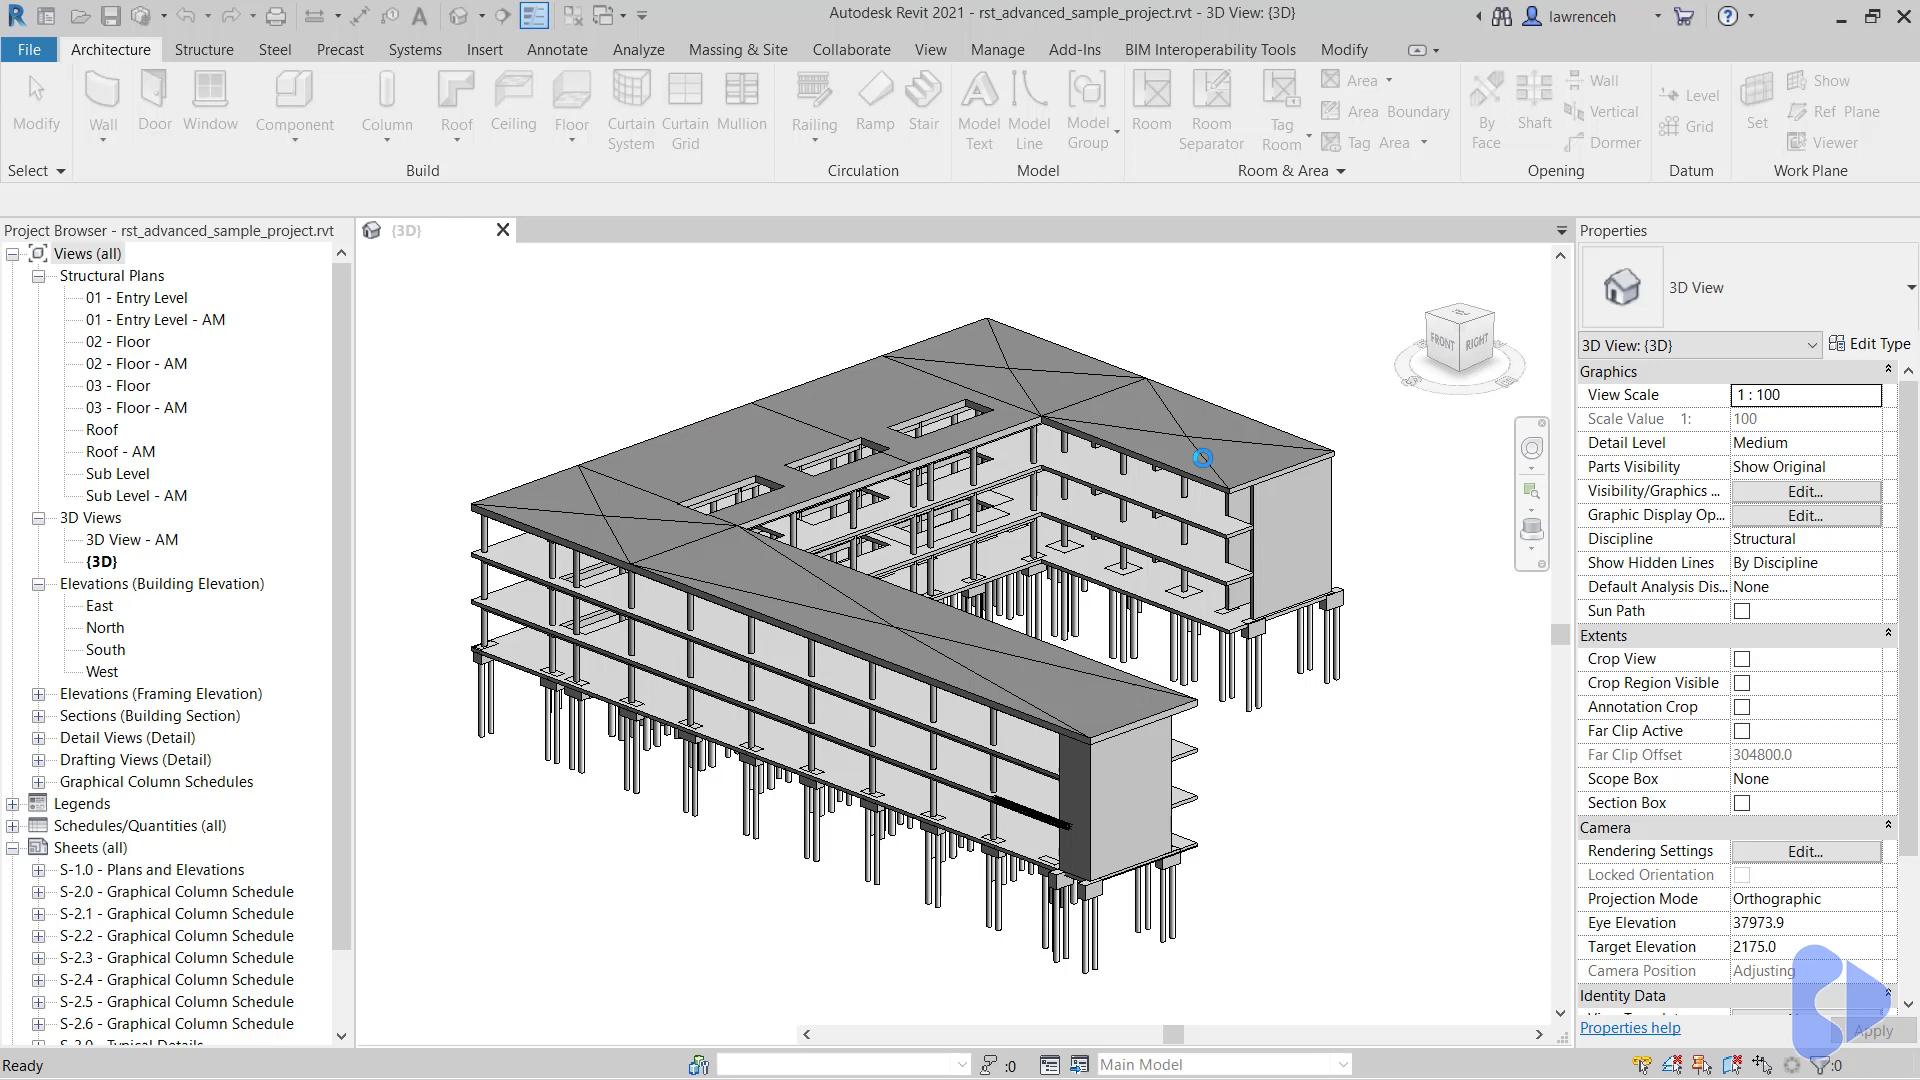 Autodesk Revit 2021 - rst_advanced_sample_project.rvt - 3D View: {3D}
lawrenceh
File Architecture Structure Steel Precast Systems Insert Annotate Analyze Massing & Site Collaborate View Manage Add-Ins BIM Interoperability Tools Modify
Modify
Wall
Door
Window
Component
Column
Roof
Ceiling
Floor
Curtain System
Curtain Grid
Mullion
Railing
Ramp
Stair
Model Text
Model Line
Model Group
Room
Room Separator
Tag Room
Area
Area Boundary
Tag Area
By Face
Shaft
Wall
Vertical
Dormer
Level
Grid
Set
Show
Ref Plane
Viewer
Select
Build
Circulation
Model
Room & Area
Opening
Datum
Work Plane
Project Browser - rst_advanced_sample_project.rvt
Views (all)
Structural Plans
01 - Entry Level
01 - Entry Level - AM
02 - Floor
02 - Floor - AM
03 - Floor
03 - Floor - AM
Roof
Roof - AM
Sub Level
Sub Level - AM
3D Views
3D View - AM
{3D}
Elevations (Building Elevation)
East
North
South
West
Elevations (Framing Elevation)
Sections (Building Section)
Detail Views (Detail)
Drafting Views (Detail)
Graphical Column Schedules
Legends
Schedules/Quantities (all)
Sheets (all)
S-1.0 - Plans and Elevations
S-2.0 - Graphical Column Schedule
S-2.1 - Graphical Column Schedule
S-2.2 - Graphical Column Schedule
S-2.3 - Graphical Column Schedule
S-2.4 - Graphical Column Schedule
S-2.5 - Graphical Column Schedule
S-2.6 - Graphical Column Schedule
{3D}
TOP
FRONT
RIGHT
Properties
3D View
3D View: {3D} Edit Type
Graphics
View Scale 1 : 100
Scale Value 1: 100
Detail Level Medium
Parts Visibility Show Original
Visibility/Graphics ... Edit...
Graphic Display Op... Edit...
Discipline Structural
Show Hidden Lines By Discipline
Default Analysis Dis... None
Sun Path
Extents
Crop View
Crop Region Visible
Annotation Crop
Far Clip Active
Far Clip Offset 304800.0
Scope Box None
Section Box
Camera
Rendering Settings Edit...
Locked Orientation
Projection Mode Orthographic
Eye Elevation 37973.9
Target Elevation 2175.0
Camera Position Adjusting
Identity Data
Properties help Apply
Ready
:0
Main Model
:0